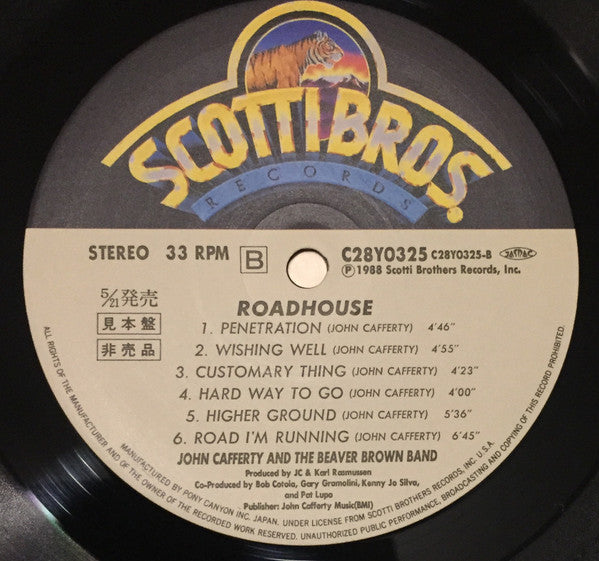 SCOTTI BROS.
RECORDS
STEREO 33 RPM B
C28Y0325 C28Y0325-B JASRAC
Ⓟ1988 Scotti Brothers Records, Inc.
5/21発売
見本盤
非売品
ROADHOUSE
1. PENETRATION (JOHN CAFFERTY) 4'46"
2. WISHING WELL (JOHN CAFFERTY) 4'55"
3. CUSTOMARY THING (JOHN CAFFERTY) 4'23"
4. HARD WAY TO GO (JOHN CAFFERTY) 4'00"
5. HIGHER GROUND (JOHN CAFFERTY) 5'36"
6. ROAD I'M RUNNING (JOHN CAFFERTY) 6'45"
JOHN CAFFERTY AND THE BEAVER BROWN BAND
Produced by JC & Karl Rasmussen
Co-Produced by Bob Cotoia, Gary Gramolini, Kenny Jo Silva,
and Pat Lupo
Publisher: John Cafferty Music(BMI)
ALL RIGHTS OF THE MANUFACTURER AND OF THE OWNER OF THE RECORDED WORK RESERVED. UNAUTHORIZED PUBLIC PERFORMANCE, BROADCASTING AND COPYING OF THIS RECORD PROHIBITED.
MANUFACTURED BY PONY CANYON INC. JAPAN. UNDER LICENSE FROM SCOTTI BROTHERS RECORDS, INC. U.S.A.